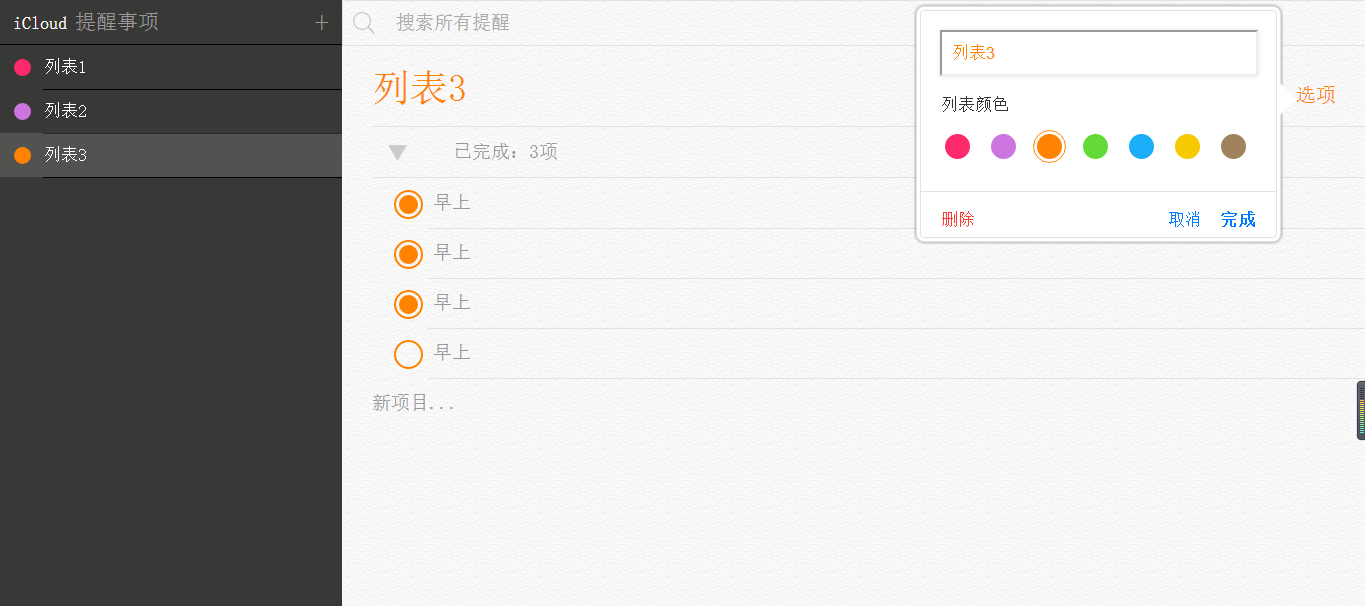 iCloud 提醒事项
列表1
列表2
列表3
搜索所有提醒
列表3
选项
已完成: 3项
早上
早上
早上
早上
新项目...
列表3
列表颜色
删除 取消 完成